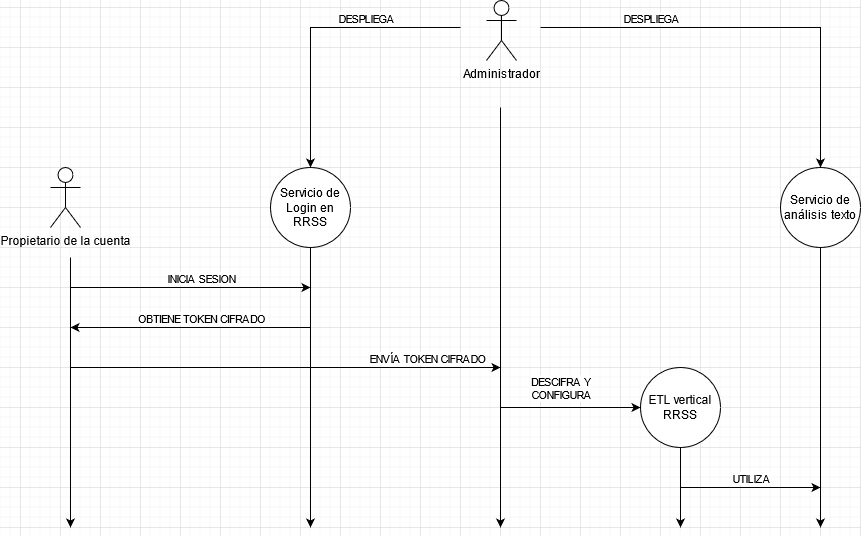 DESPLIEGA
DESPLIEGA
Administrador
Servicio de
Login en
RRSS
Servicio de
análisis texto
Propietario de la cuenta
INICIA SESION
OBTIENE TOKEN CIFRADO
ENVÍA TOKEN CIFRADO
DESCIFRA Y
CONFIGURA
ETL vertical
RRSS
UTILIZA